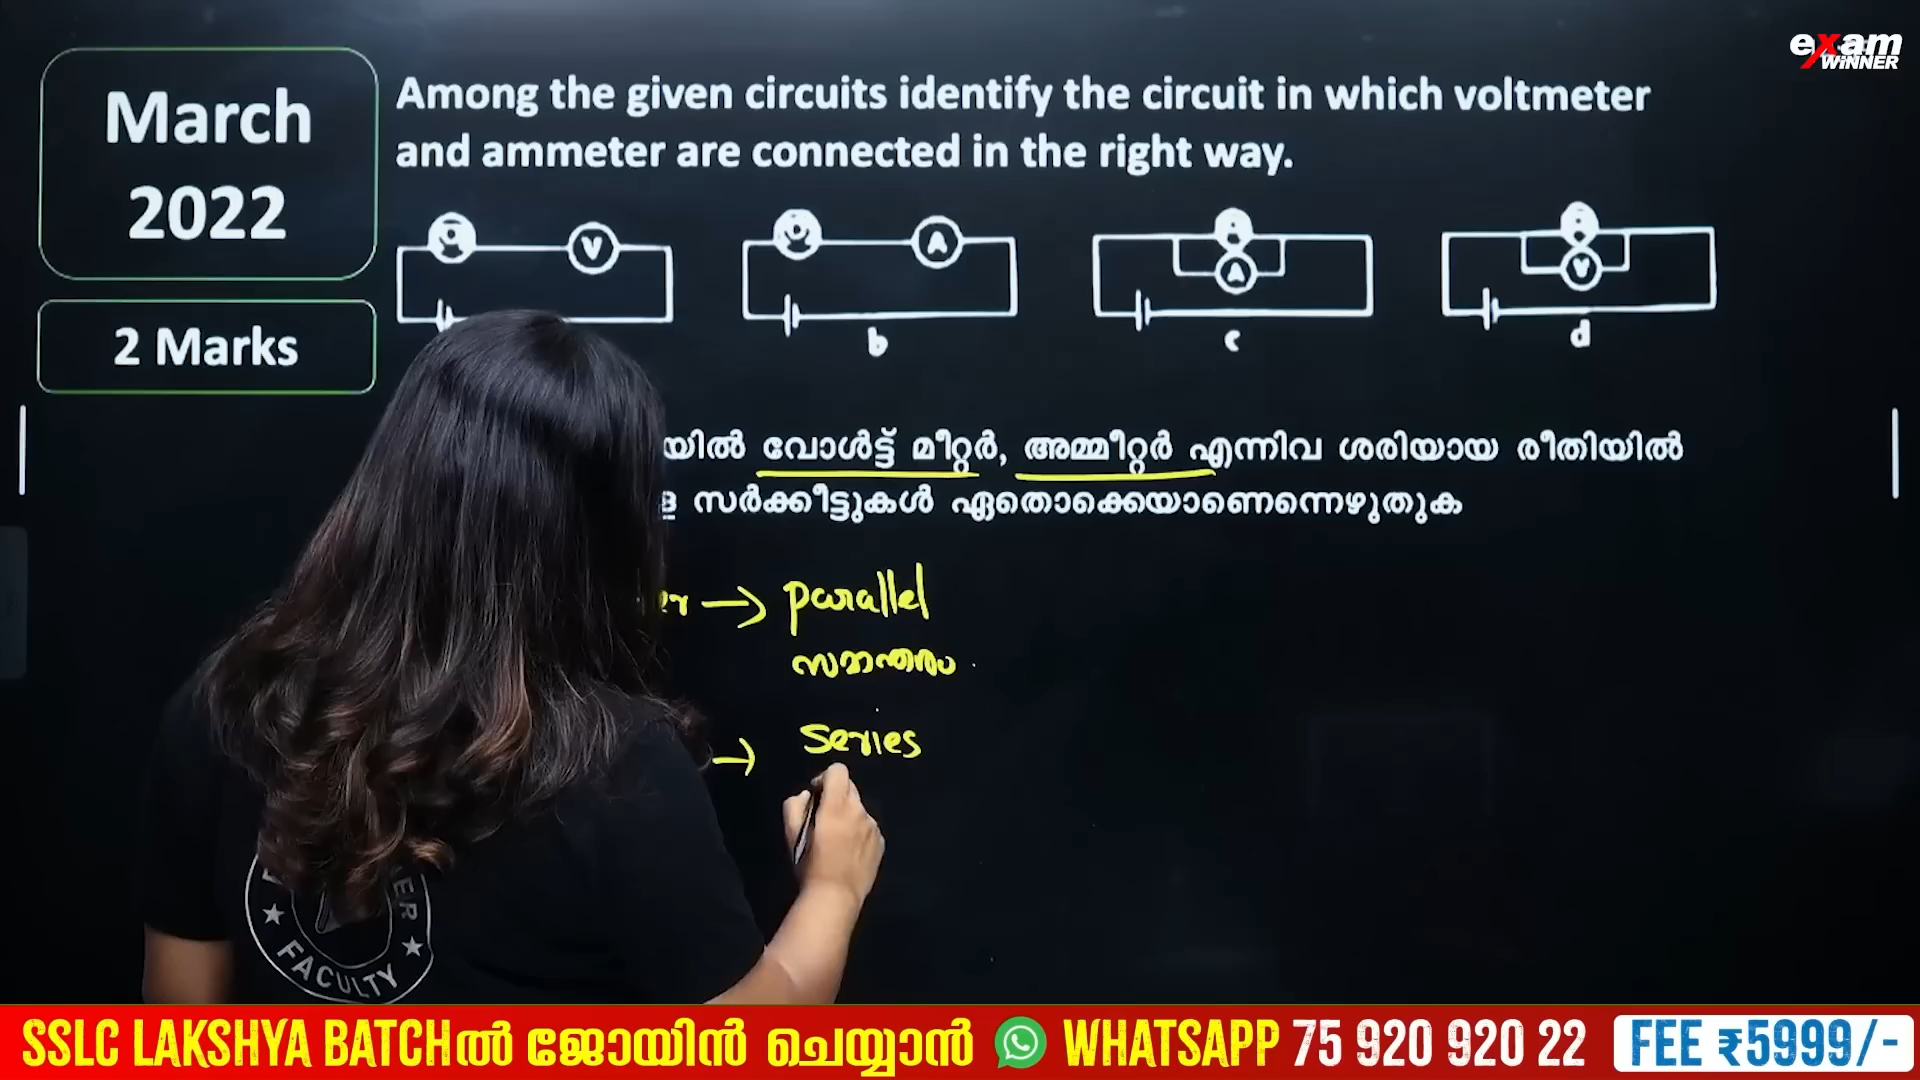 exam
WINNER
March
2022
2 Marks
Among the given circuits identify the circuit in which voltmeter
and ammeter are connected in the right way.
V
A
A
V
b
c
d
യിൽ വോൾട്ട് മീറ്റർ, അമ്മീറ്റർ എന്നിവ ശരിയായ രീതിയിൽ
സർക്കീട്ടുകൾ ഏതൊക്കെയാണെന്നെഴുതുക
er → parallel
സമാന്തരം
→ series
FACULTY
SSLC LAKSHYA BATCHൽ ജോയിൻ ചെയ്യാൻ WHATSAPP 75 920 920 22 FEE ₹5999/-